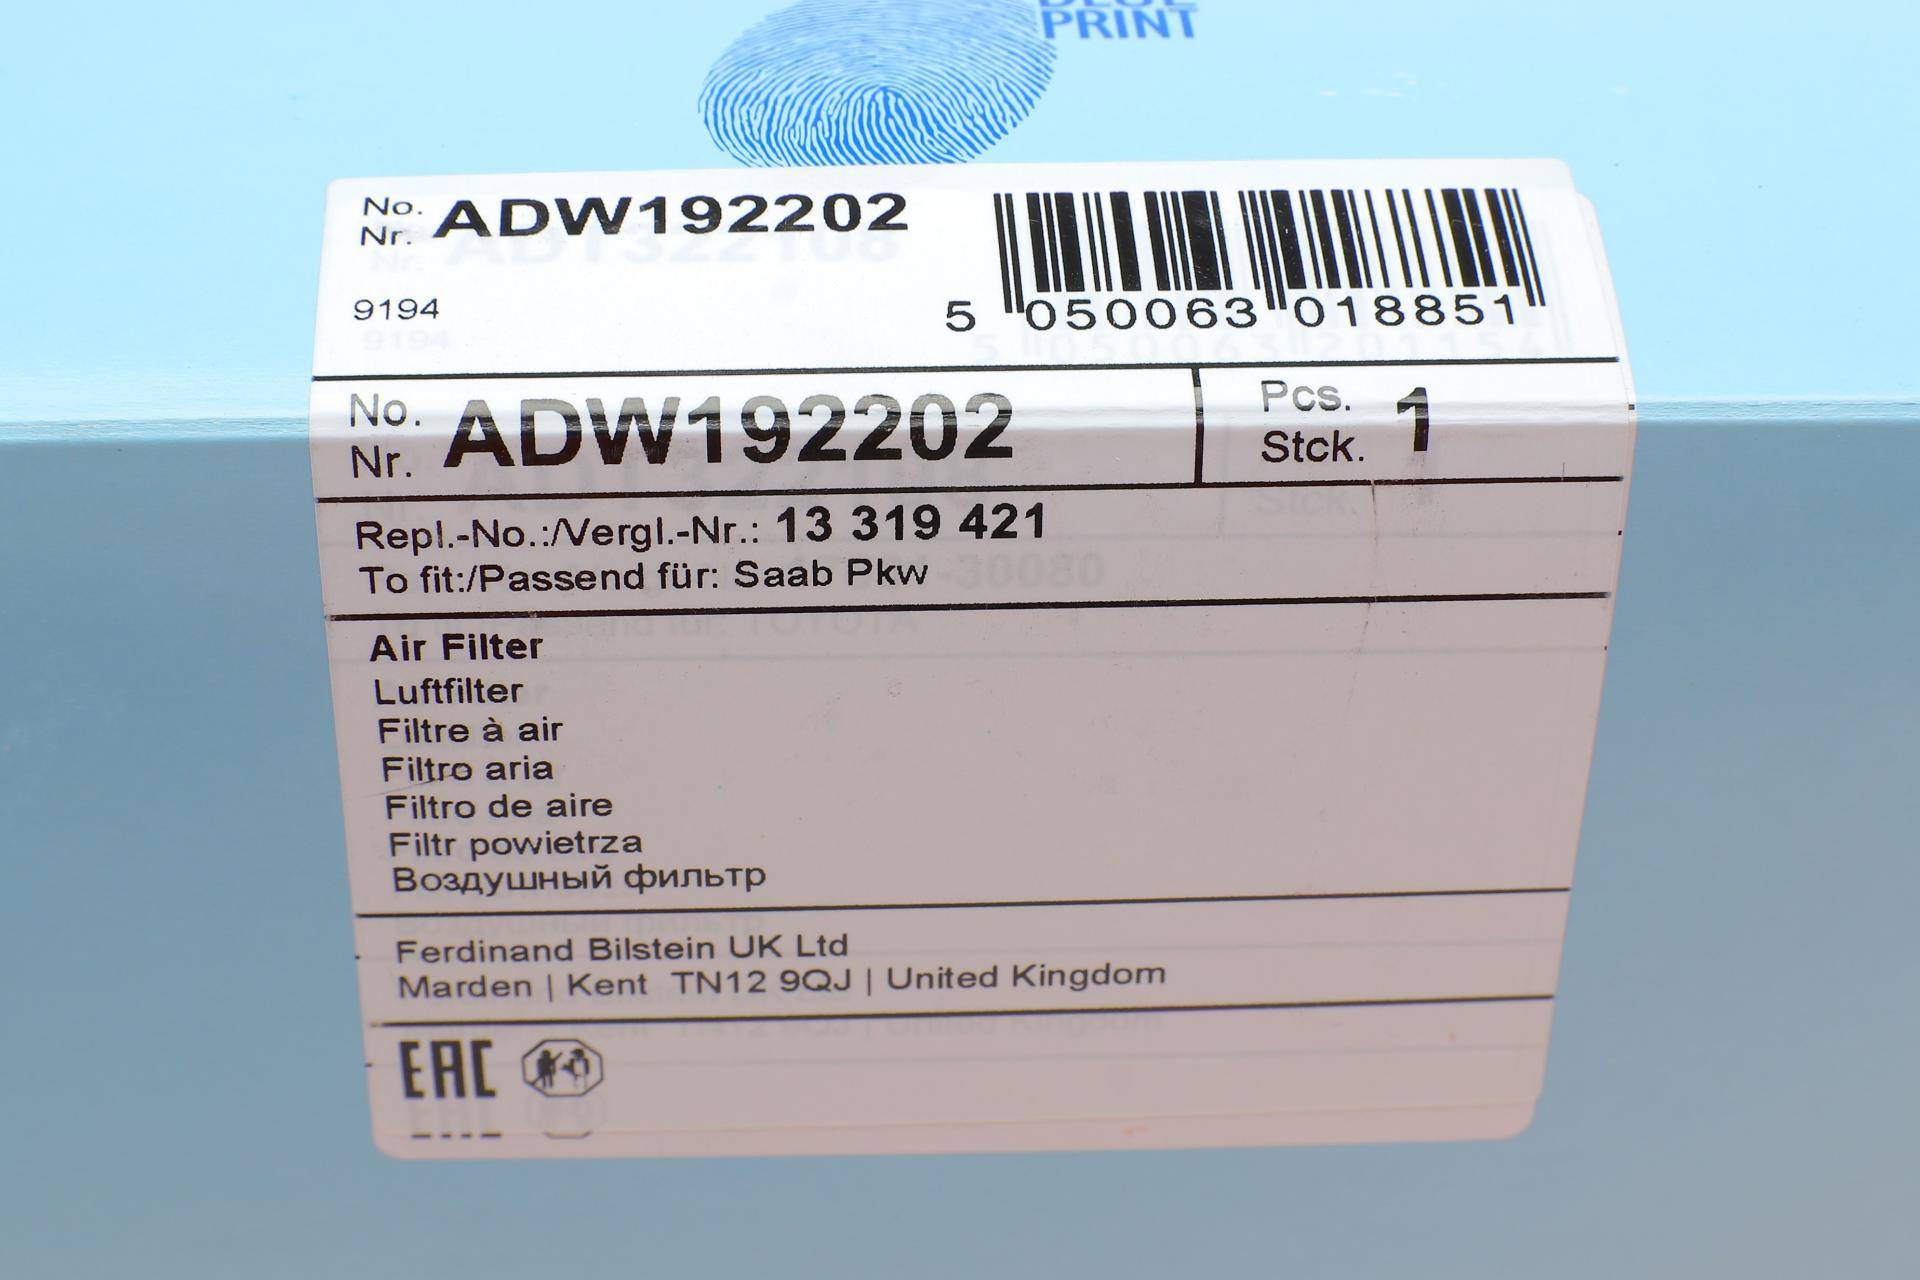 BLUE
PRINT
No. ADW192202
Nr.
9194
5 050063 018851
No. ADW192202
Nr.
Pcs. 1
Stck.
Repl.-No.:/Vergl.-Nr.: 13 319 421
To fit:/Passend für: Saab Pkw
Air Filter
Luftfilter
Filtre à air
Filtro aria
Filtro de aire
Filtr powietrza
Воздушный фильтр
Ferdinand Bilstein UK Ltd
Marden | Kent TN12 9QJ | United Kingdom
EAC